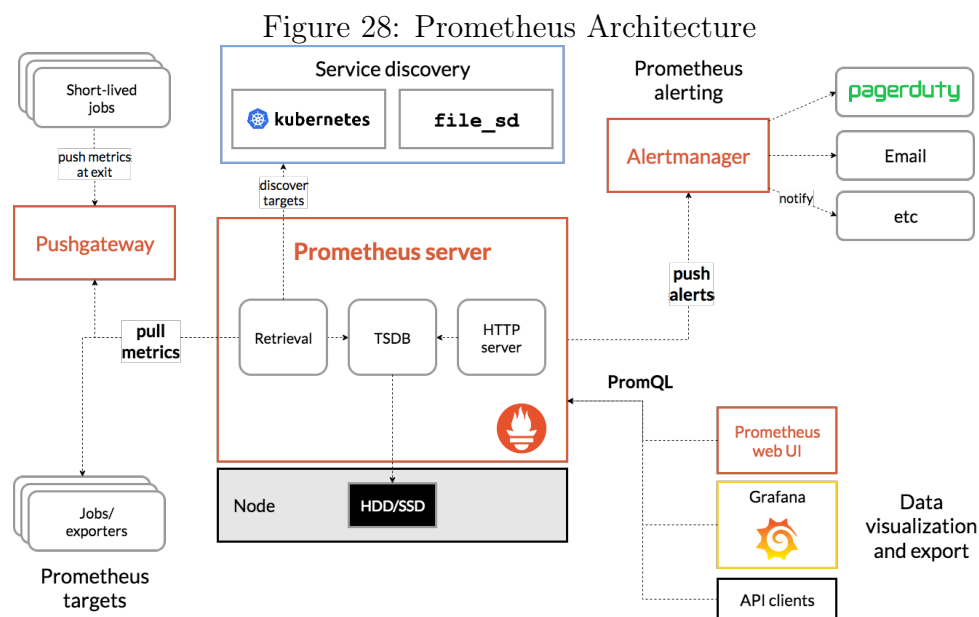 Figure 28: Prometheus Architecture
Short-lived
jobs
push metrics
at exit
Pushgateway
pull
metrics
Jobs/
exporters
Prometheus
targets
Service discovery
kubernetes
file_sd
discover
targets
Prometheus server
Retrieval
TSDB
HTTP
server
Node
HDD/SSD
Prometheus
alerting
Alertmanager
pagerduty
Email
notify
etc
push
alerts
PromQL
Prometheus
web UI
Grafana
API clients
Data
visualization
and export